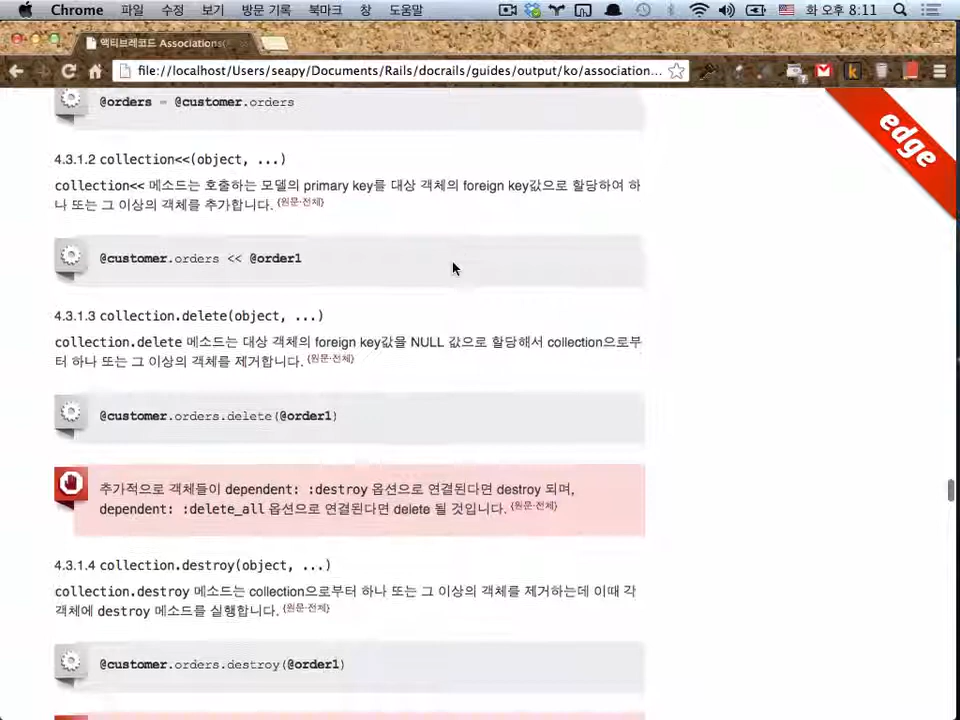 Chrome 파일 수정 보기 방문 기록 북마크 창 도움말 화 오후 8:11
액티브레코드 Associations(
file://localhost/Users/seapy/Documents/Rails/docrails/guides/output/ko/association...
edge
@orders = @customer.orders
4.3.1.2 collection<<(object, ...)
collection<< 메소드는 호출하는 모델의 primary key를 대상 객체의 foreign key값으로 할당하여 하
나 또는 그 이상의 객체를 추가합니다. {원문·전체}
@customer.orders << @order1
4.3.1.3 collection.delete(object, ...)
collection.delete 메소드는 대상 객체의 foreign key값을 NULL 값으로 할당해서 collection으로부
터 하나 또는 그 이상의 객체를 제거합니다. {원문·전체}
@customer.orders.delete(@order1)
추가적으로 객체들이 dependent: :destroy 옵션으로 연결된다면 destroy 되며,
dependent: :delete_all 옵션으로 연결된다면 delete 될 것입니다. {원문·전체}
4.3.1.4 collection.destroy(object, ...)
collection.destroy 메소드는 collection으로부터 하나 또는 그 이상의 객체를 제거하는데 이때 각
객체에 destroy 메소드를 실행합니다. {원문·전체}
@customer.orders.destroy(@order1)